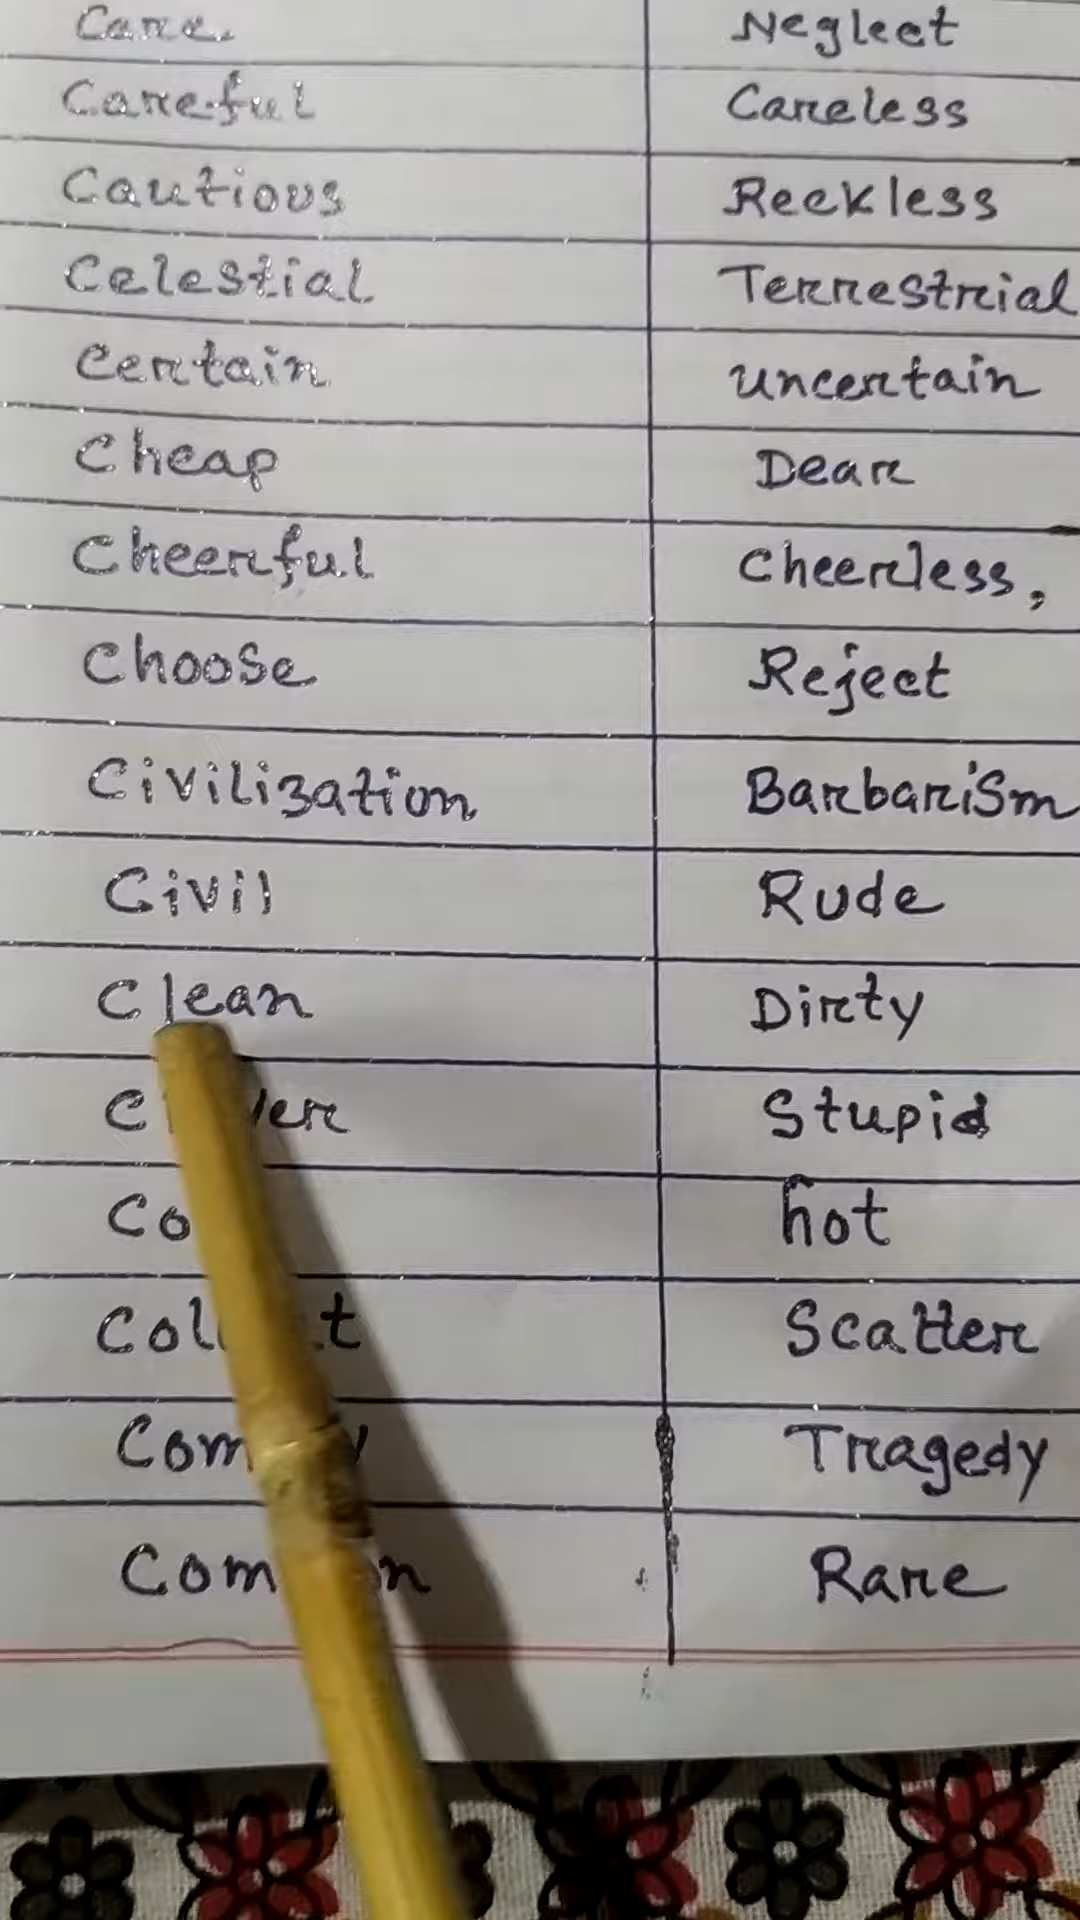 Care. Neglect
Careful Careless
Cautious Reckless
Celestial Terrestrial
Certain uncertain
Cheap Dear
Cheerful Cheerless,
Choose Reject
Civilization Barbarism
Civil Rude
Clean Dirty
Stupid
hot
Scatter
Tragedy
Rare